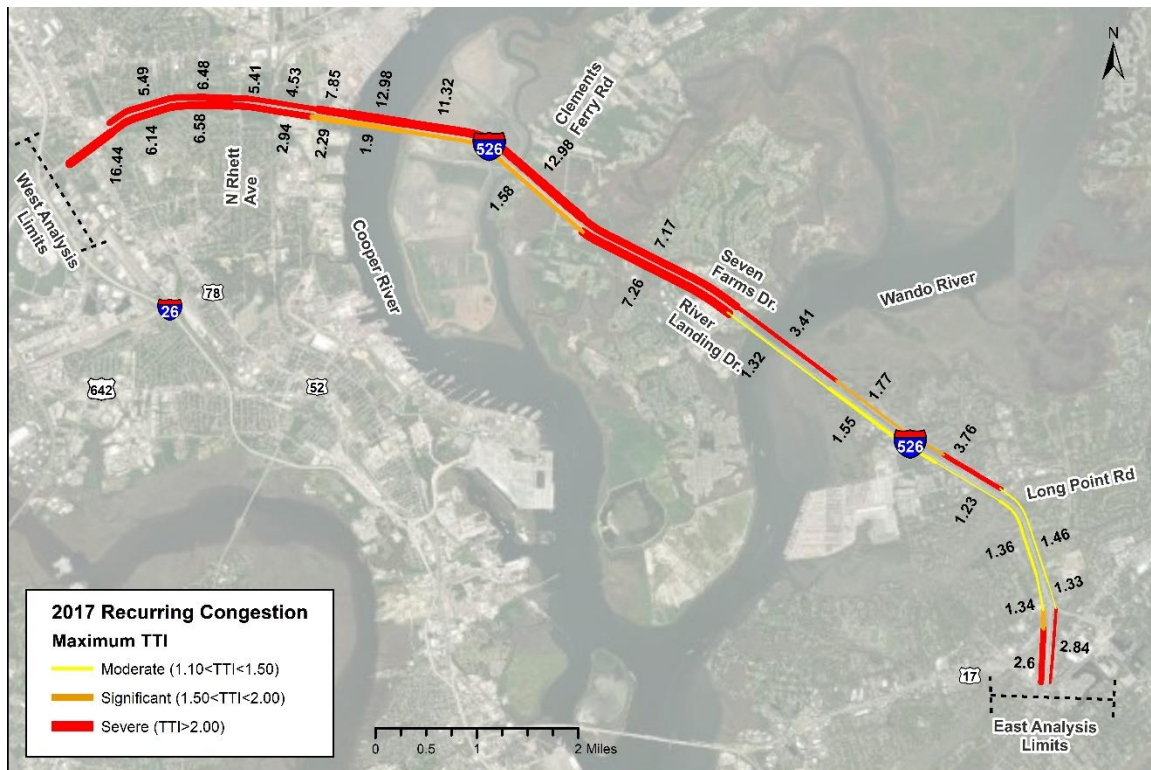 N
5.49
6.48
5.41
4.53
7.85
12.98
11.32
Clements
Ferry Rd
16.44
6.14
6.58
2.94
2.29
1.9
526
12.98
1.58
N Rhett
Ave
West Analysis
Limits
Cooper River
7.17
7.26
Seven
Farms Dr.
River
Landing Dr.
Wando River
78
26
642
52
3.41
1.32
1.77
1.55
526
3.76
1.23
Long Point Rd
1.36
1.46
1.34
1.33
2.6
2.84
17
East Analysis
Limits
2017 Recurring Congestion
Maximum TTI
Moderate (1.10<TTI<1.50)
Significant (1.50<TTI<2.00)
Severe (TTI>2.00)
0 0.5 1 2 Miles